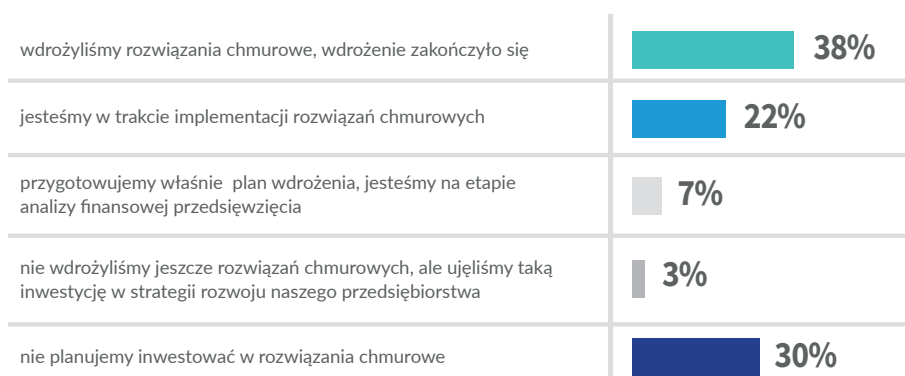 wdrożyliśmy rozwiązania chmurowe, wdrożenie zakończyło się
38%
jesteśmy w trakcie implementacji rozwiązań chmurowych
22%
przygotowujemy właśnie  plan wdrożenia, jesteśmy na etapie
analizy finansowej przedsięwzięcia
7%
nie wdrożyliśmy jeszcze rozwiązań chmurowych, ale ujęliśmy taką
inwestycję w strategii rozwoju naszego przedsiębiorstwa
3%
nie planujemy inwestować w rozwiązania chmurowe
30%